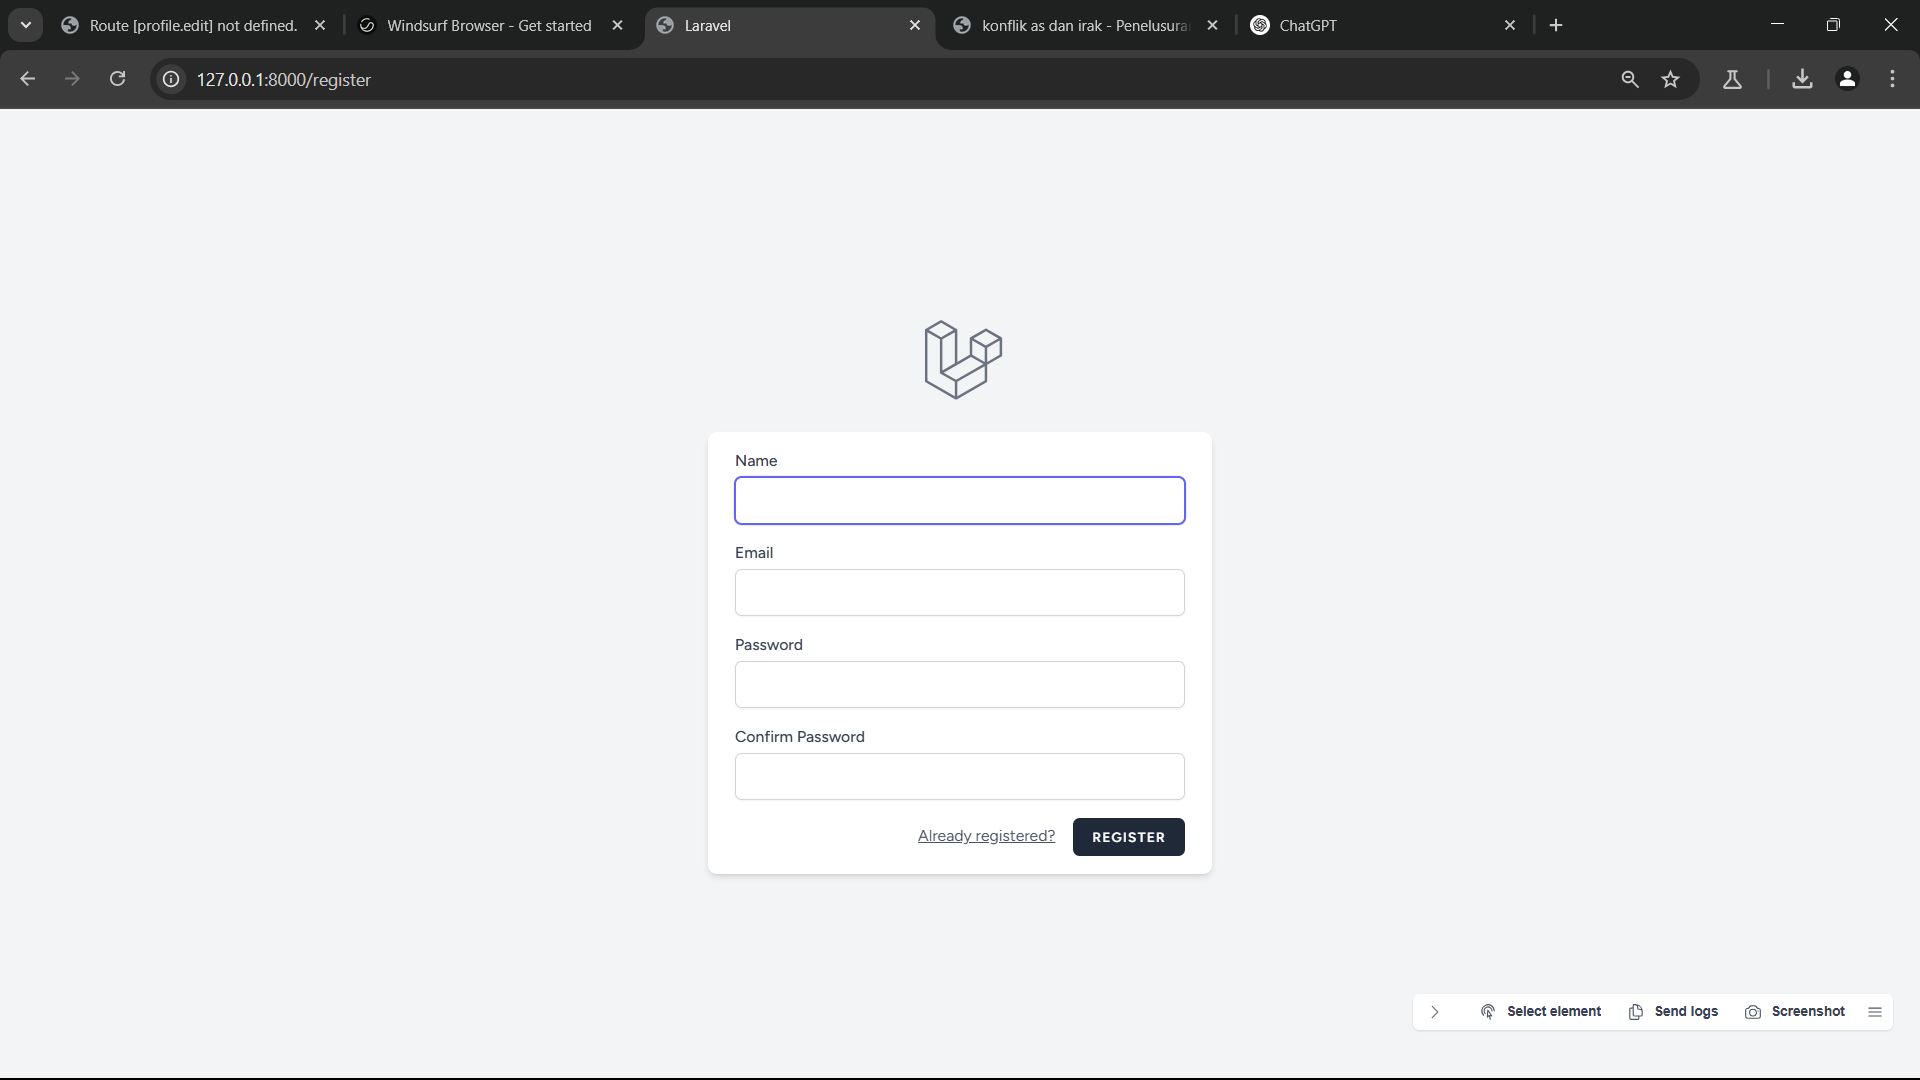 Route [profile.edit] not defined.
Windsurf Browser - Get started
Laravel
konflik as dan irak - Penelusura
ChatGPT
127.0.0.1:8000/register
Name
Email
Password
Confirm Password
Already registered? REGISTER
Select element Send logs Screenshot